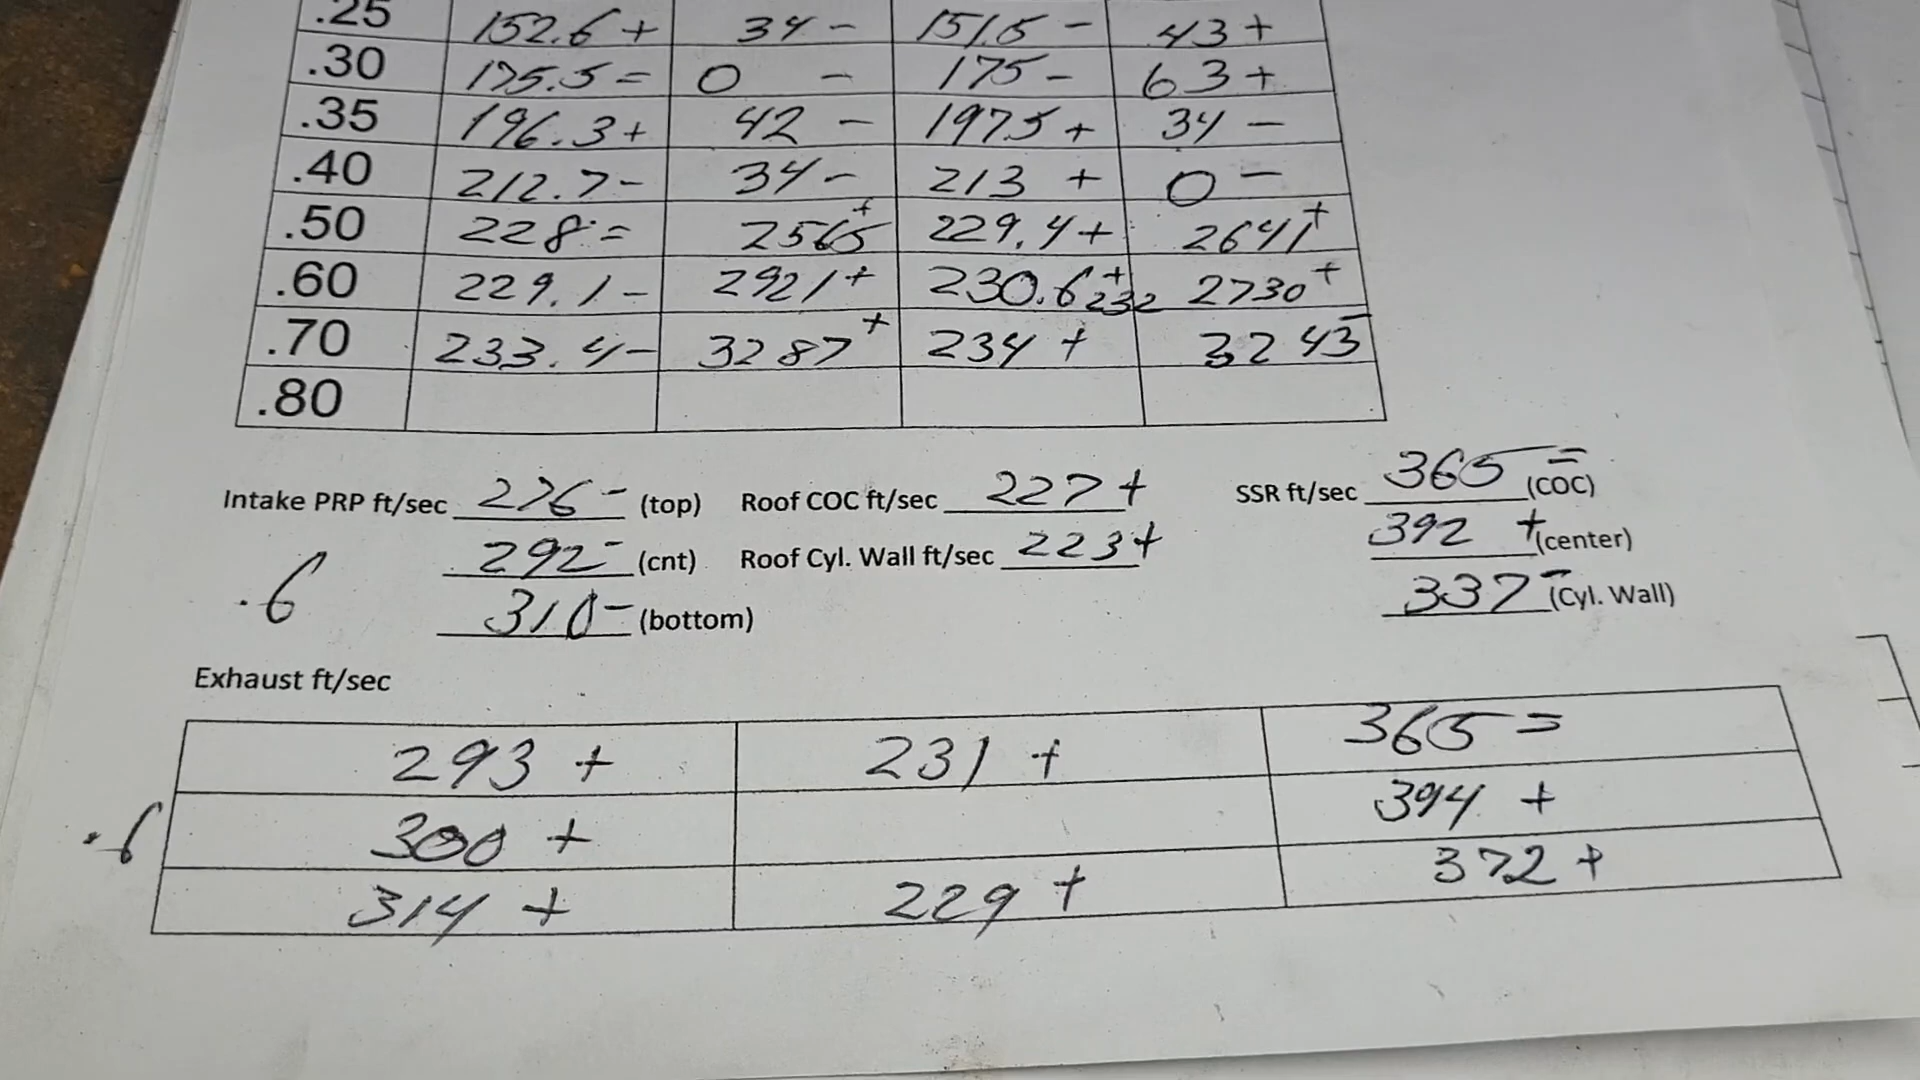 .25 152.6 + 34 - 151.5 - 43 +
.30 175.5 = 0 - 175 - 63 +
.35 196.3 + 42 - 197.5 + 34 -
.40 212.7 - 34 - 213 + 0 -
.50 228 = 2565 + 229.4 + 2641 +
.60 229.1 - 2921 + 230.6 + 232 2730 +
.70 233.4 - 3287 + 234 + 3243 -
.80
Intake PRP ft/sec 276 - (top) Roof COC ft/sec 227 + SSR ft/sec 365 = (COC)
292 - (cnt) Roof Cyl. Wall ft/sec 223 + 392 + (center)
.6 310 - (bottom) 337 - (Cyl. Wall)
Exhaust ft/sec
293 + 231 + 365 =
.6 300 + 394 +
314 + 229 + 372 +